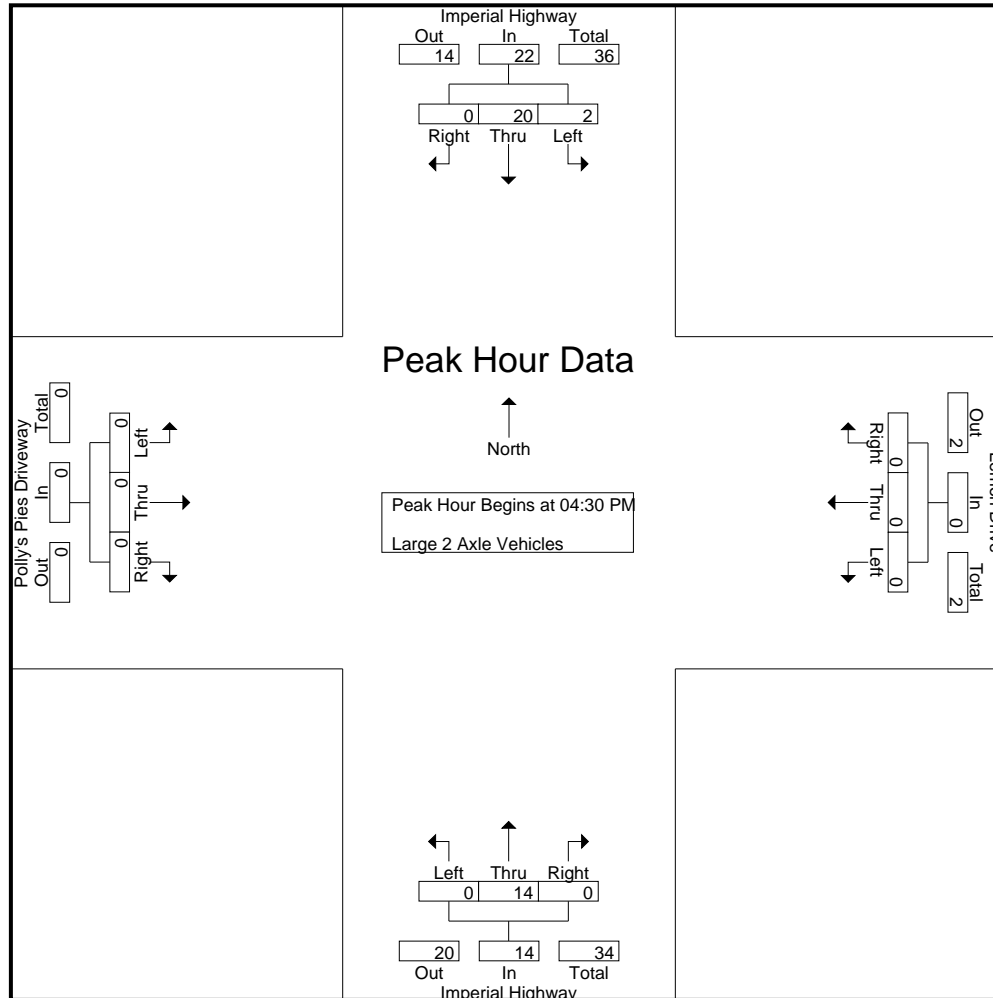 Imperial Highway
Out In Total
14 22 36
0 20 2
Right Thru Left
Peak Hour Data
North
Peak Hour Begins at 04:30 PM
Large 2 Axle Vehicles
Polly's Pies Driveway
Out In Total
0 0 0
0 0 0
Right Thru Left
Out In Total
2 0 2
Right Thru Left
0 0 0
Left Thru Right
0 14 0
20 14 34
Out In Total
Imperial Highway